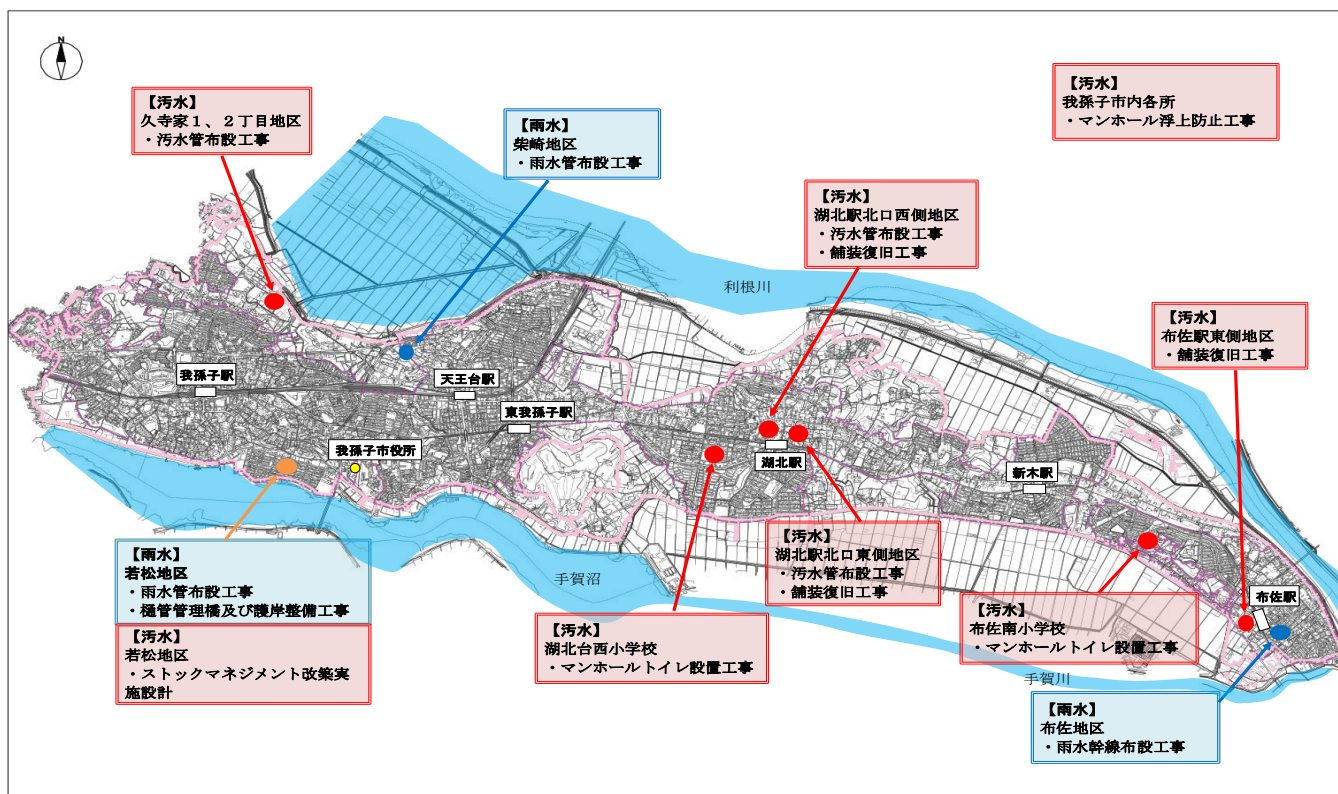 N
【汚水】
久寺家１、２丁目地区
・汚水管布設工事
【雨水】
柴崎地区
・雨水管布設工事
【汚水】
我孫子市内各所
・マンホール浮上防止工事
【汚水】
湖北駅北口西側地区
・汚水管布設工事
・舗装復旧工事
利根川
【汚水】
布佐駅東側地区
・舗装復旧工事
我孫子駅
天王台駅
東我孫子駅
我孫子市役所
湖北駅
新木駅
布佐駅
【雨水】
若松地区
・雨水管布設工事
・樋管管理橋及び護岸整備工事
【汚水】
若松地区
・ストックマネジメント改築実
施設計
手賀沼
【汚水】
湖北駅北口東側地区
・汚水管布設工事
・舗装復旧工事
【汚水】
湖北台西小学校
・マンホールトイレ設置工事
【汚水】
布佐南小学校
・マンホールトイレ設置工事
手賀川
【雨水】
布佐地区
・雨水幹線布設工事